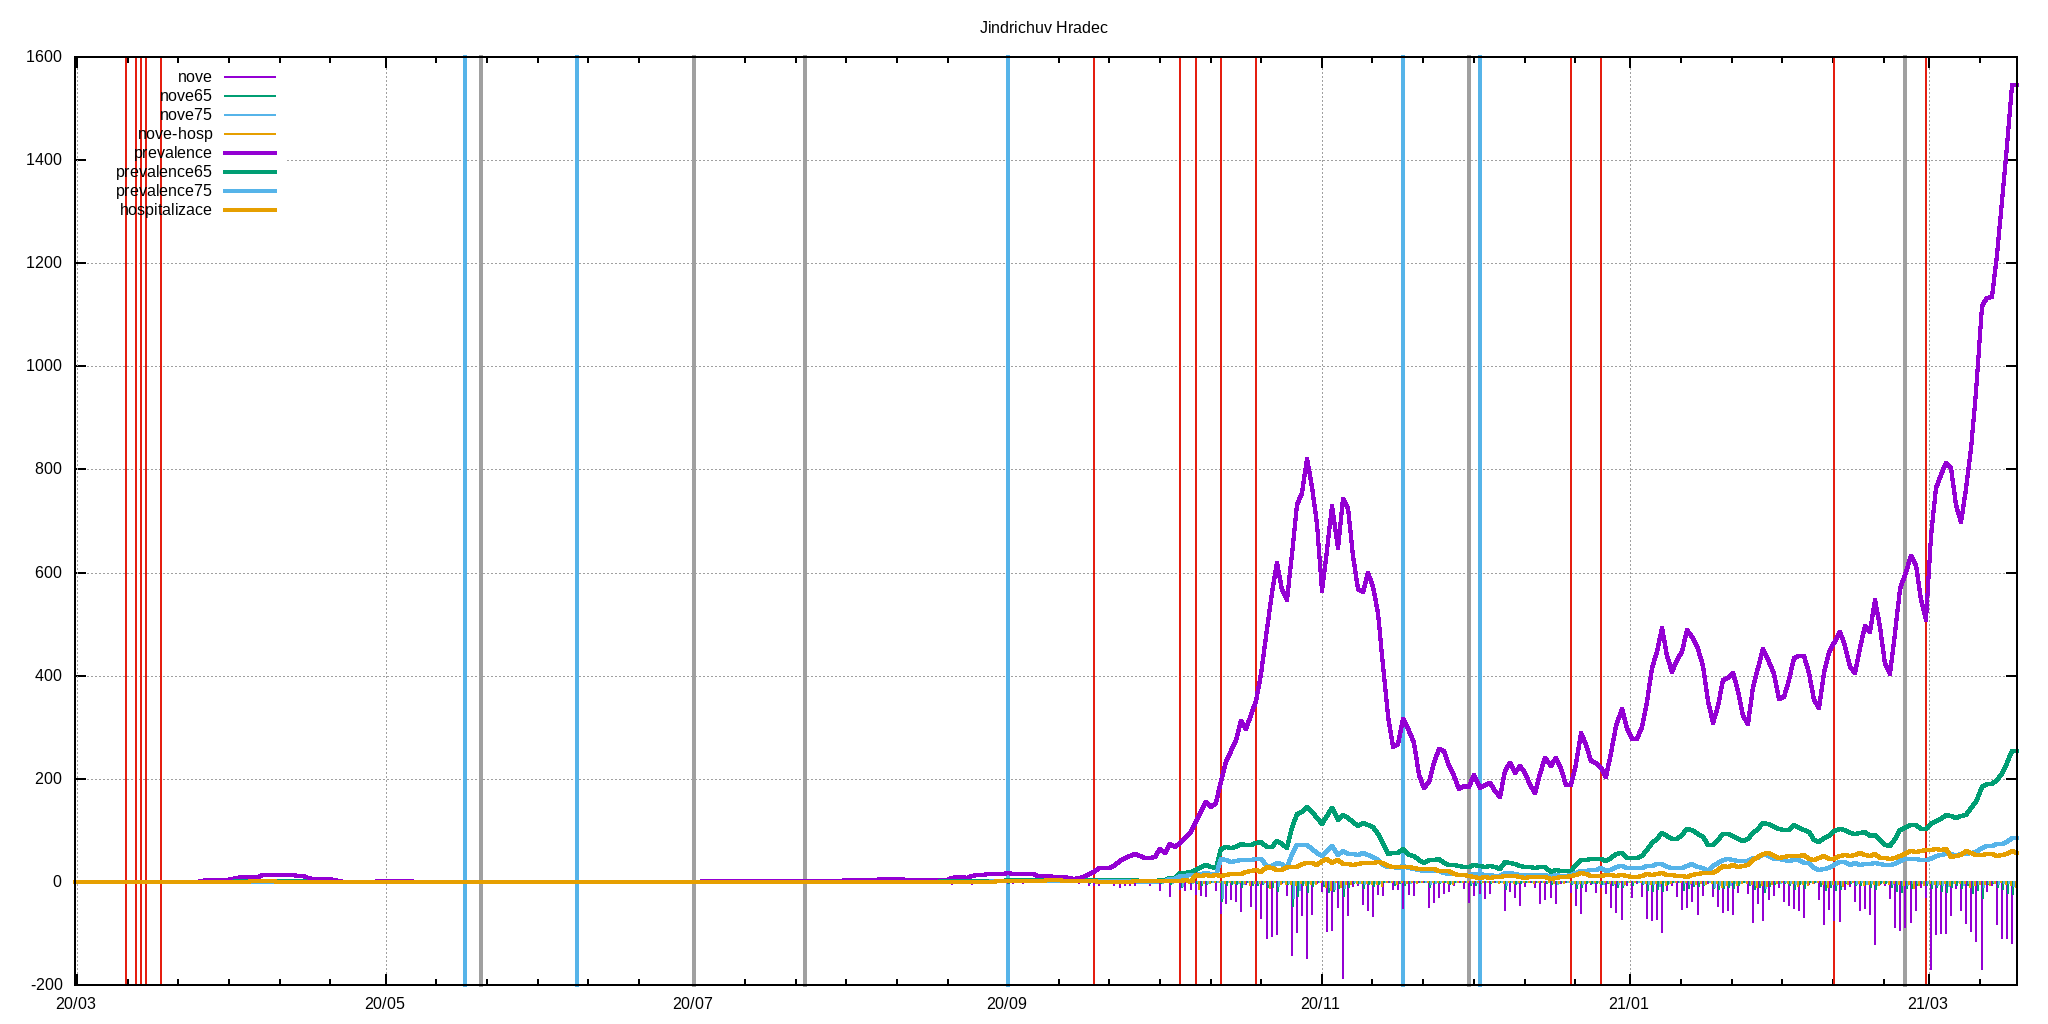 Jindrichuv Hradec
1600
1400
1200
1000
800
600
400
200
0
-200
nove
nove65
nove75
nove-hosp
prevalence
prevalence65
prevalence75
hospitalizace
20/03
20/05
20/07
20/09
20/11
21/01
21/03